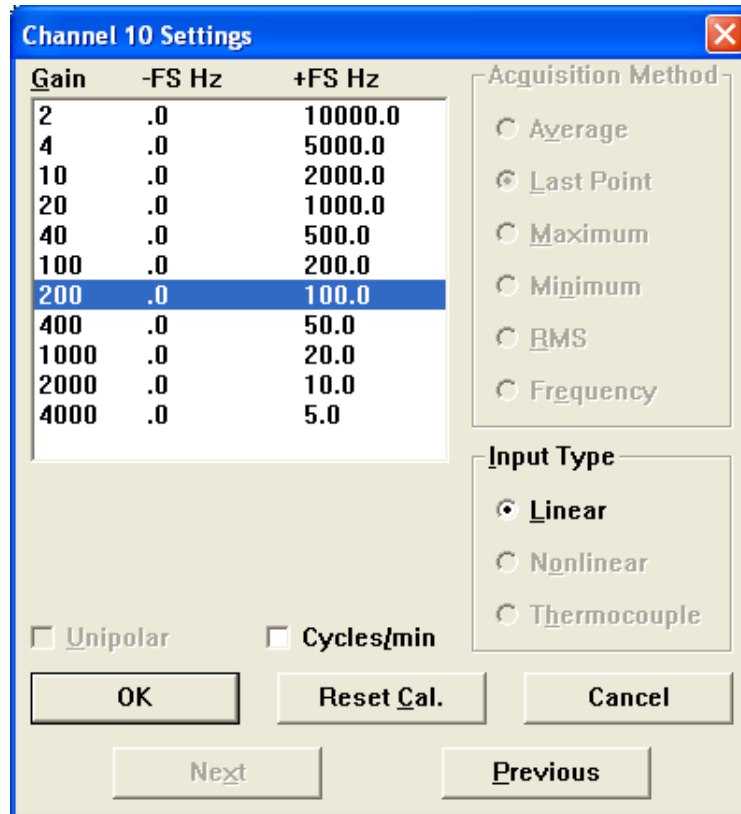 Channel 10 Settings
Gain -FS Hz +FS Hz
2 .0 10000.0
4 .0 5000.0
10 .0 2000.0
20 .0 1000.0
40 .0 500.0
100 .0 200.0
200 .0 100.0
400 .0 50.0
1000 .0 20.0
2000 .0 10.0
4000 .0 5.0
Acquisition Method
Average
Last Point
Maximum
Minimum
RMS
Frequency
Input Type
Linear
Nonlinear
Thermocouple
Unipolar
Cycles/min
OK
Reset Cal.
Cancel
Next
Previous